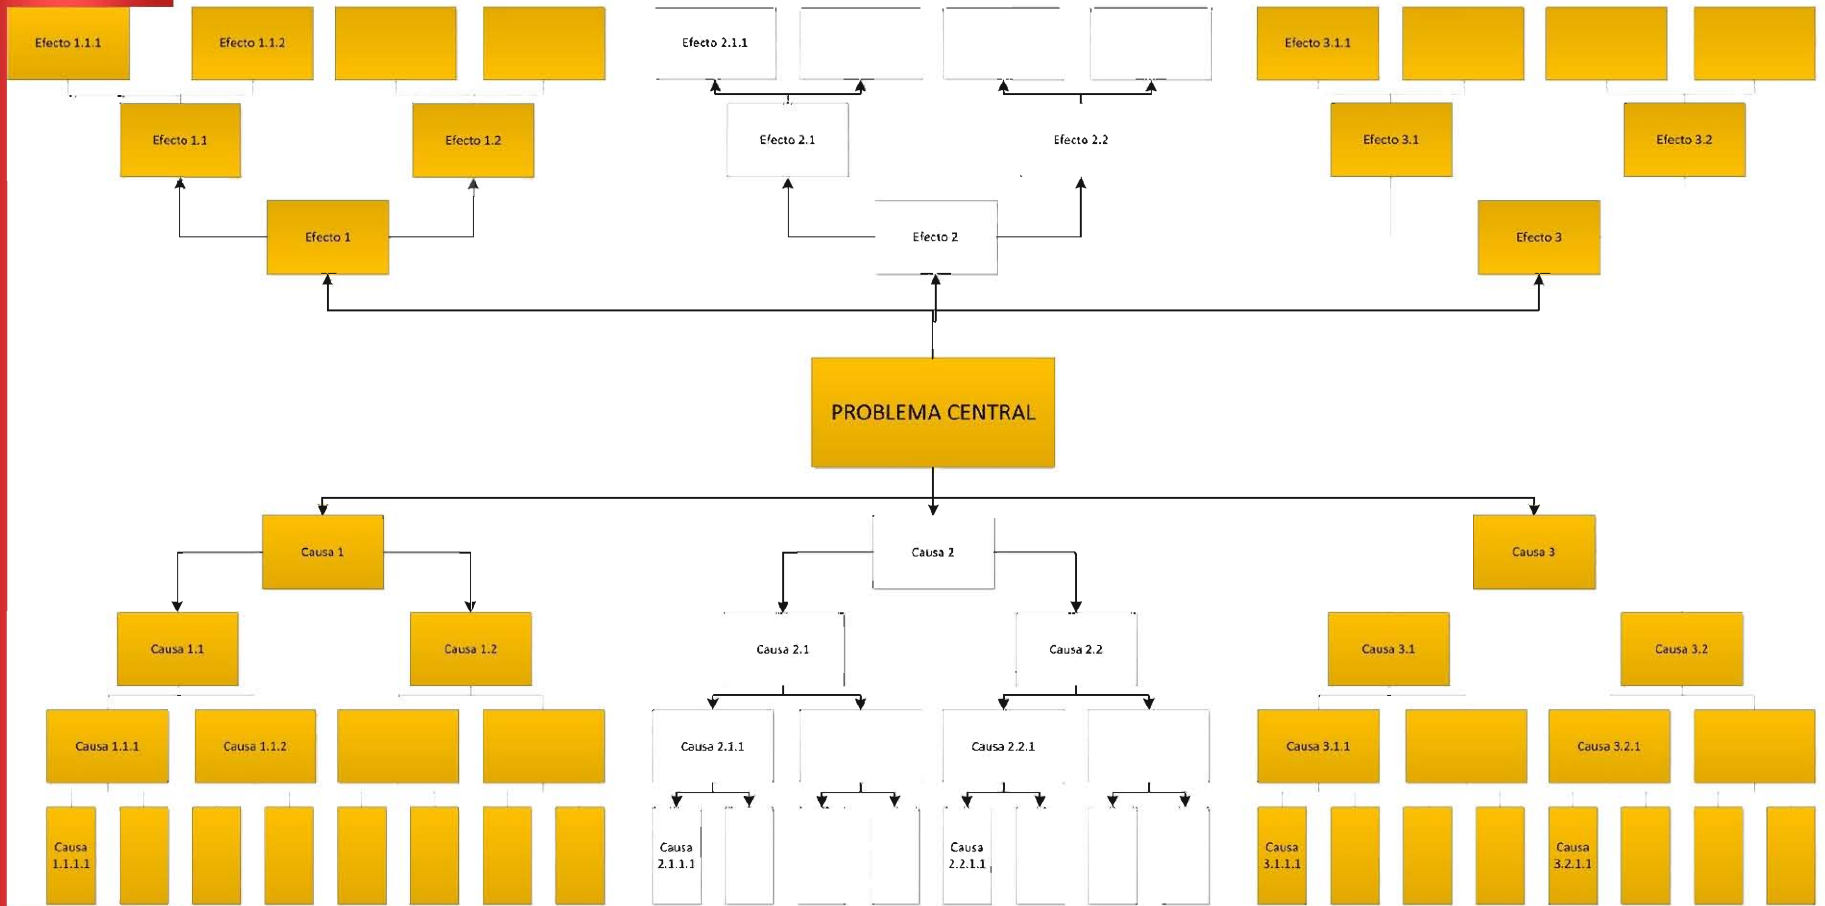 Efecto 1.1.1
Efecto 1.1.2
Efecto 2.1.1
Efecto 3.1.1
Efecto 1.1
Efecto 1.2
Efecto 2.1
Efecto 2.2
Efecto 3.1
Efecto 3.2
Efecto 1
Efecto 2
Efecto 3
PROBLEMA CENTRAL
Causa 1
Causa 2
Causa 3
Causa 1.1
Causa 1.2
Causa 2.1
Causa 2.2
Causa 3.1
Causa 3.2
Causa 1.1.1
Causa 1.1.2
Causa 2.1.1
Causa 2.2.1
Causa 3.1.1
Causa 3.2.1
Causa
1.1.1.1
Causa
2.1.1.1
Causa
2.2.1.1
Causa
3.1.1.1
Causa
3.2.1.1